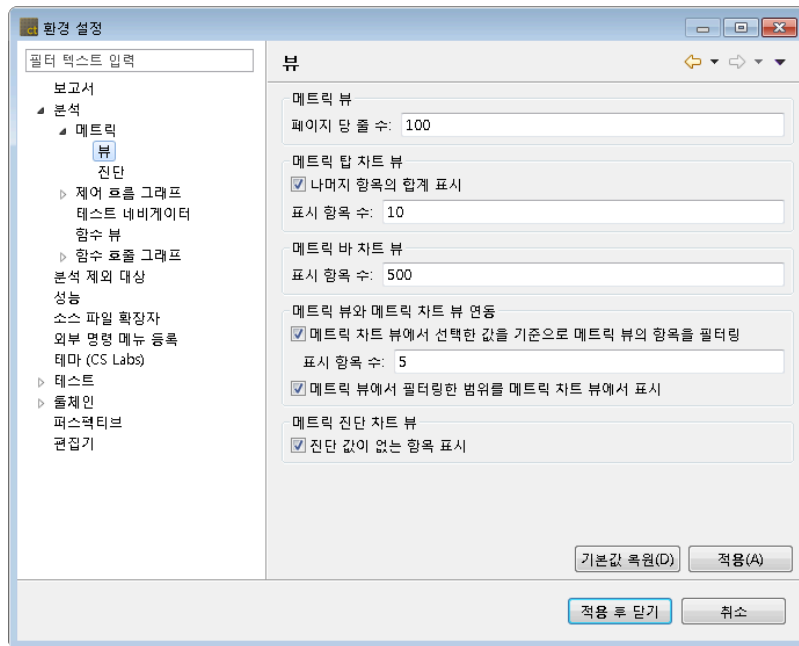 ct 환경 설정
필터 텍스트 입력
보고서
분석
메트릭
뷰
진단
제어 흐름 그래프
테스트 네비게이터
함수 뷰
함수 호출 그래프
분석 제외 대상
성능
소스 파일 확장자
외부 명령 메뉴 등록
테마 (CS Labs)
테스트
툴체인
퍼스펙티브
편집기
뷰
메트릭 뷰
페이지 당 줄 수: 100
메트릭 탑 차트 뷰
나머지 항목의 합계 표시
표시 항목 수: 10
메트릭 바 차트 뷰
표시 항목 수: 500
메트릭 뷰와 메트릭 차트 뷰 연동
메트릭 차트 뷰에서 선택한 값을 기준으로 메트릭 뷰의 항목을 필터링
표시 항목 수: 5
메트릭 뷰에서 필터링한 범위를 메트릭 차트 뷰에서 표시
메트릭 진단 차트 뷰
진단 값이 없는 항목 표시
기본값 복원(D) 적용(A)
적용 후 닫기 취소